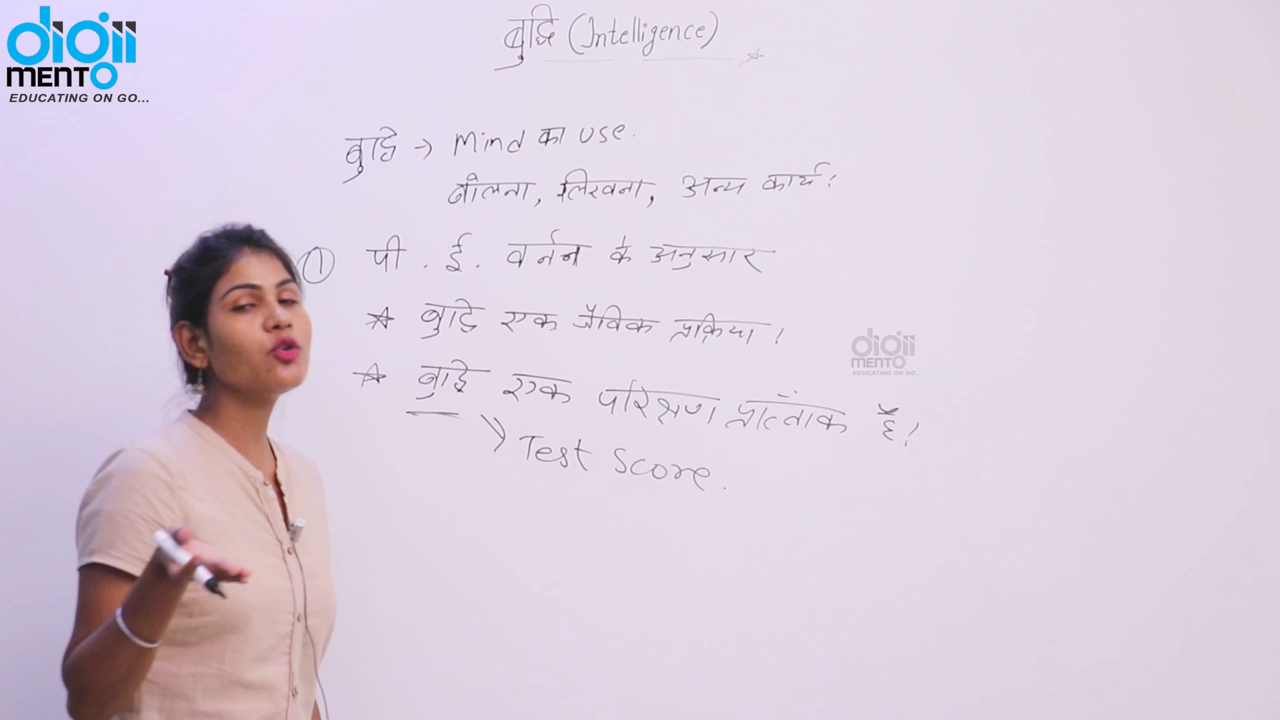 digii
MENTO
EDUCATING ON GO...
बुद्धि (Intelligence)
बुद्धि → Mind का use.
बोलना, लिखना, अन्य कार्य।
① पी. ई. वर्नन के अनुसार
☆ बुद्धि एक जैविक प्रक्रिया।
☆ बुद्धि एक परिक्षण प्राप्तांक है।
Test Score.
digii
MENTO
EDUCATING ON GO...